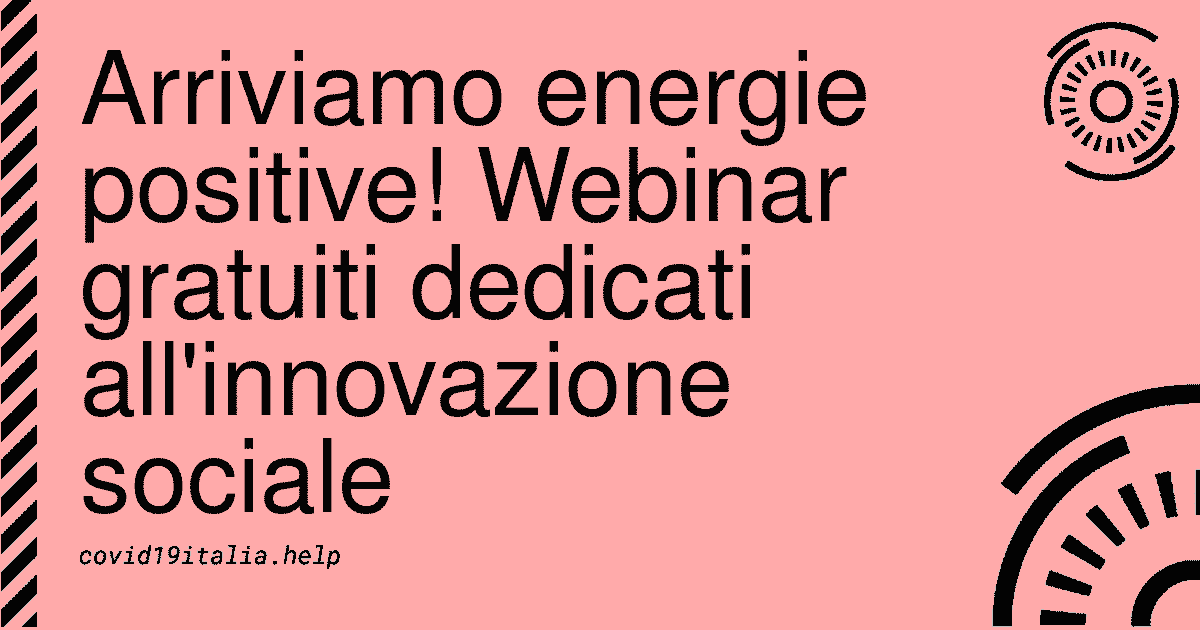 Arriviamo energie
positive! Webinar
gratuiti dedicati
all'innovazione
sociale
covid19italia.help